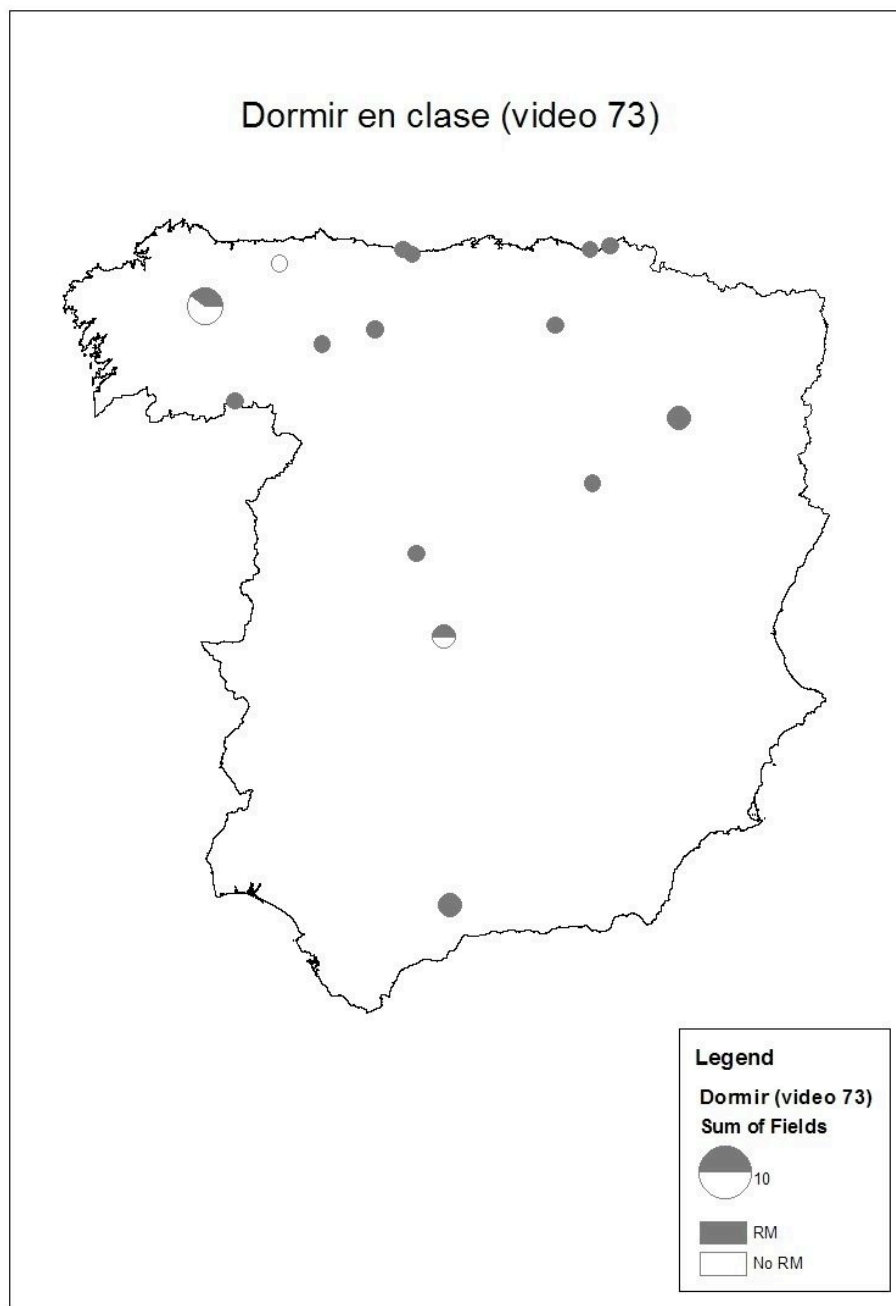 Dormir en clase (video 73)
Legend
Dormir (video 73)
Sum of Fields
10
RM
No RM